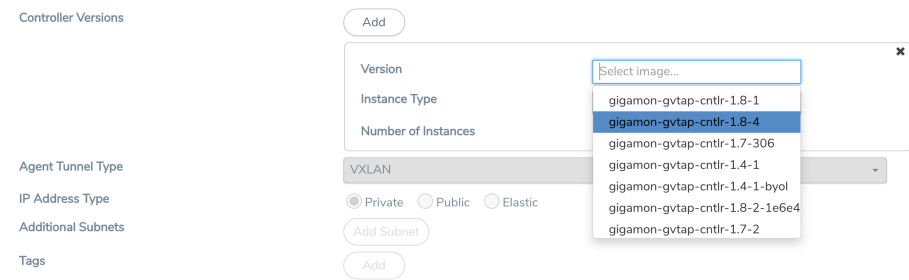 Controller Versions
Add
Version
Select image...
Instance Type
Number of Instances
gigamon-gvtap-cntlr-1.8-1
gigamon-gvtap-cntlr-1.8-4
gigamon-gvtap-cntlr-1.7-306
gigamon-gvtap-cntlr-1.4-1
gigamon-gvtap-cntlr-1.4-1-byol
gigamon-gvtap-cntlr-1.8-2-1e6e4
gigamon-gvtap-cntlr-1.7-2
Agent Tunnel Type
VXLAN
IP Address Type
Private Public Elastic
Additional Subnets
Add Subnet
Tags
Add